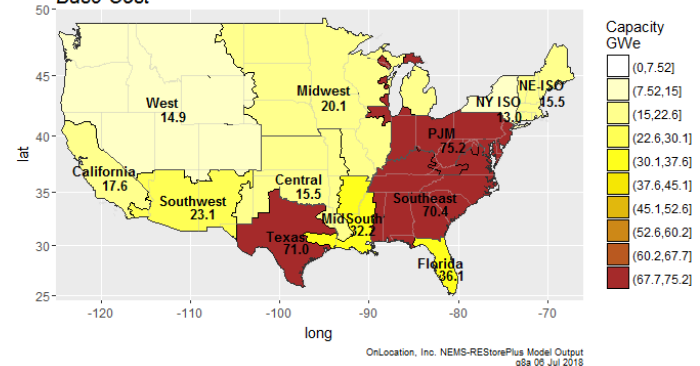 Base Cost
50
45
40
35
30
25
lat
-120
-110
-100
-90
-80
-70
long
West
14.9
Midwest
20.1
NE-ISO
15.5
NY ISO
13.0
PJM
75.2
California
17.6
Southwest
23.1
Central
15.5
Southeast
70.4
MidSouth
32.2
Texas
71.0
Florida
36.1
Capacity
GWe
(0,7.52]
(7.52,15]
(15,22.6]
(22.6,30.1]
(30.1,37.6]
(37.6,45.1]
(45.1,52.6]
(52.6,60.2]
(60.2,67.7]
(67.7,75.2]
OnLocation, Inc. NEMS-REStorePlus Model Output
o8a 06 Jul 2018